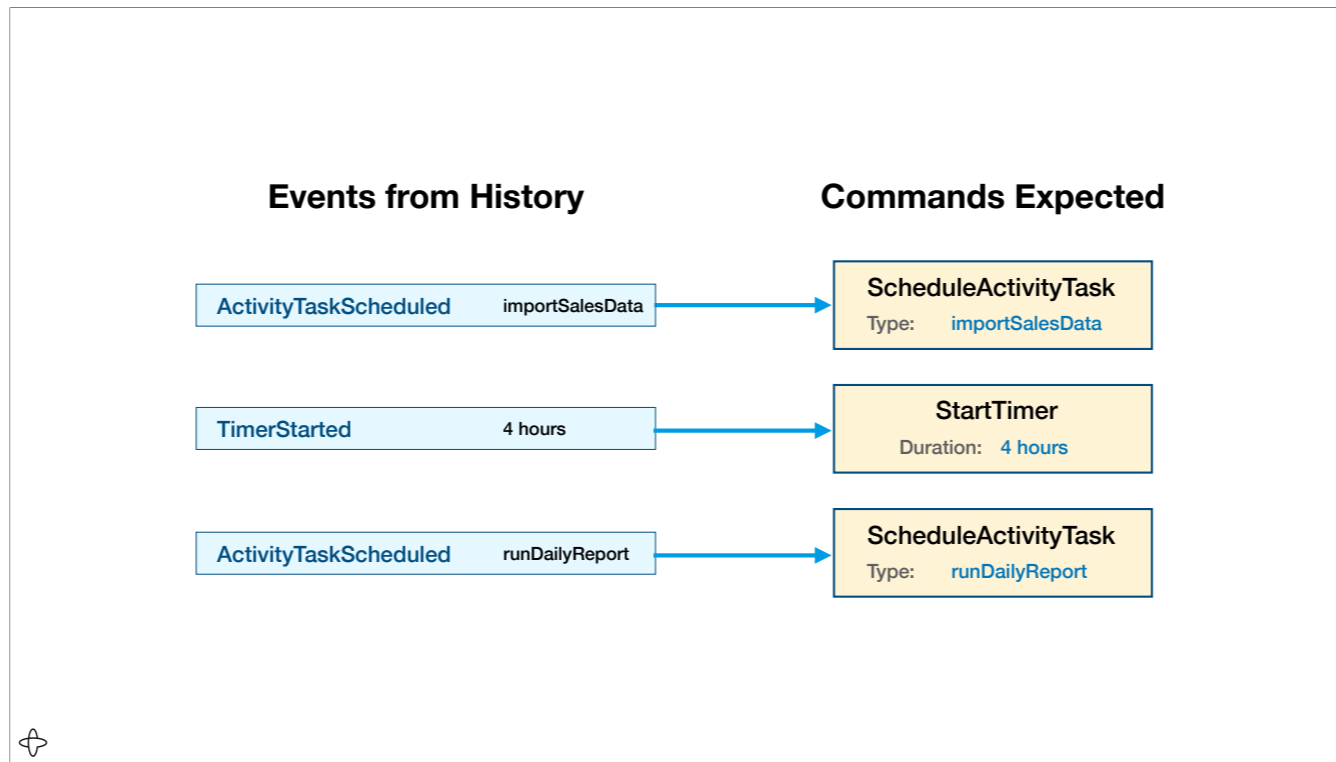 Events from History
Commands Expected
ActivityTaskScheduled importSalesData
ScheduleActivityTask
Type: importSalesData
TimerStarted 4 hours
StartTimer
Duration: 4 hours
ActivityTaskScheduled runDailyReport
ScheduleActivityTask
Type: runDailyReport